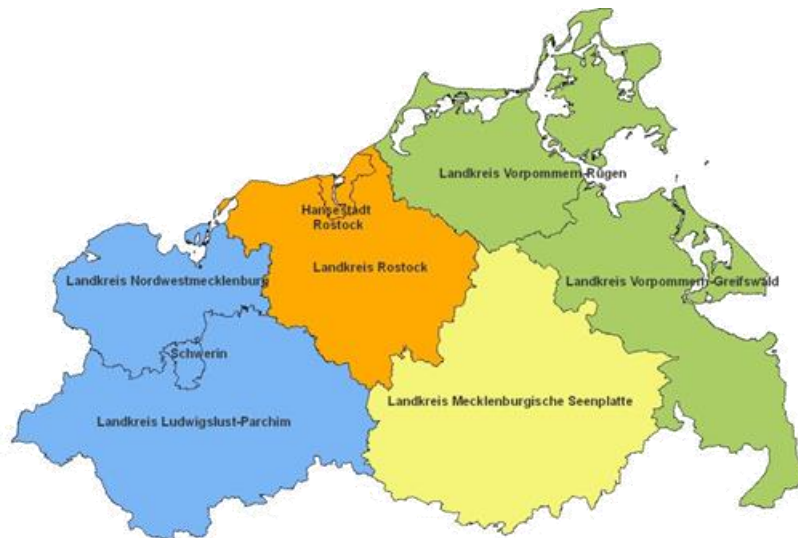 Landkreis Vorpommern-Rügen
Hansestadt
Rostock
Landkreis Rostock
Landkreis Nordwestmecklenburg
Landkreis Vorpommern-Greifswald
Schwerin
Landkreis Mecklenburgische Seenplatte
Landkreis Ludwigslust-Parchim